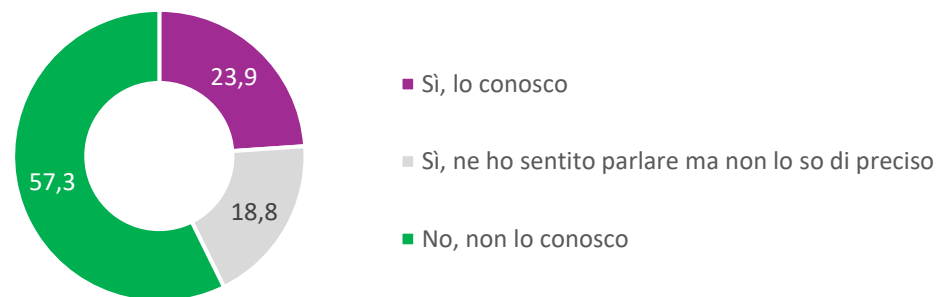 23,9
18,8
57,3
Sì, lo conosco
Sì, ne ho sentito parlare ma non lo so di preciso
No, non lo conosco